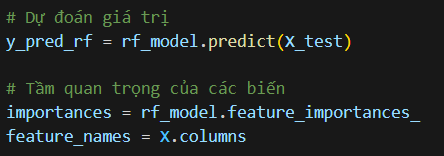 # Dự đoán giá trị
y_pred_rf = rf_model.predict(X_test)
# Tầm quan trọng của các biến
importances = rf_model.feature_importances_
feature_names = X.columns